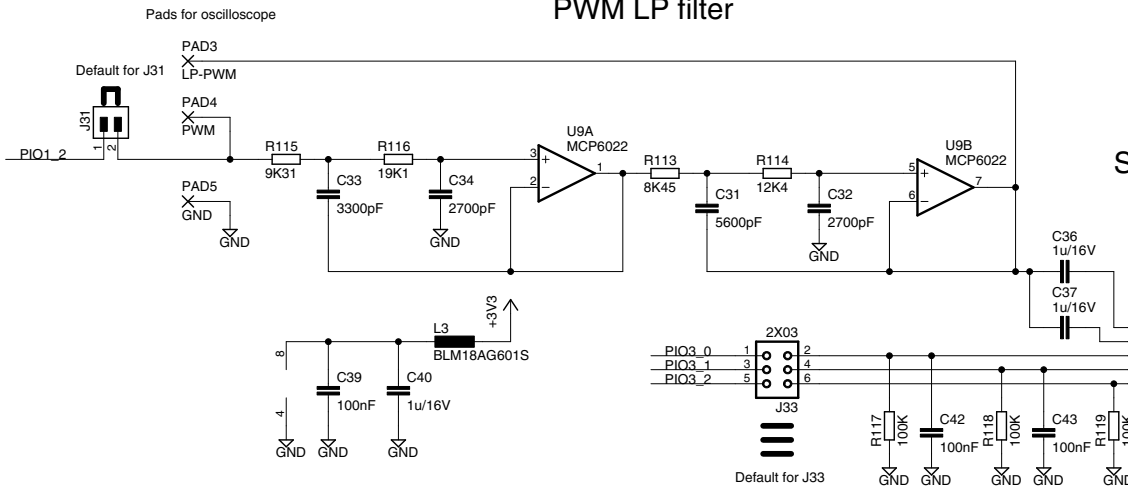 PWM LP filter
Pads for oscilloscope
PAD3
LP-PWM
Default for J31
J31
1
2
PAD4
PWM
PIO1_2
PAD5
GND
GND
R115
9K31
C33
3300pF
R116
19K1
C34
2700pF
GND
U9A
MCP6022
3
+
2
−
1
R113
8K45
C31
5600pF
R114
12K4
C32
2700pF
GND
U9B
MCP6022
5
+
6
−
7
S
C36
1u/16V
C37
1u/16V
+3V3
L3
BLM18AG601S
8
4
C39
100nF
C40
1u/16V
GND
GND
GND
2X03
PIO3_0
1
2
PIO3_1
3
4
PIO3_2
5
6
J33
Default for J33
R117
100K
C42
100nF
R118
100K
C43
100nF
R119
100K
GND
GND
GND
GND
GND